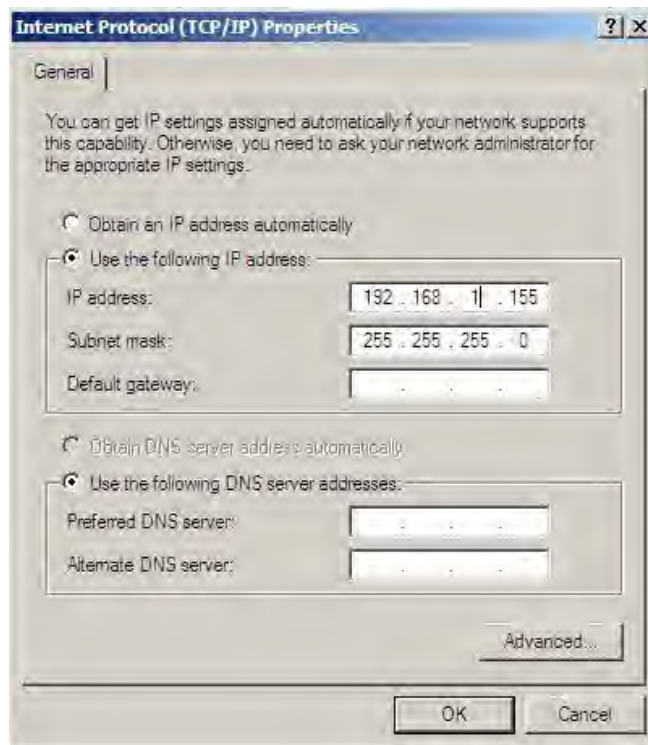 Internet Protocol (TCP/IP) Properties
? X
General
You can get IP settings assigned automatically if your network supports
this capability. Otherwise, you need to ask your network administrator for
the appropriate IP settings.
Obtain an IP address automatically
Use the following IP address:
IP address: 192 . 168 . 1 . 155
Subnet mask: 255 . 255 . 255 . 0
Default gateway: . . .
Obtain DNS server address automatically
Use the following DNS server addresses:
Preferred DNS server: . . .
Alternate DNS server: . . .
Advanced...
OK Cancel